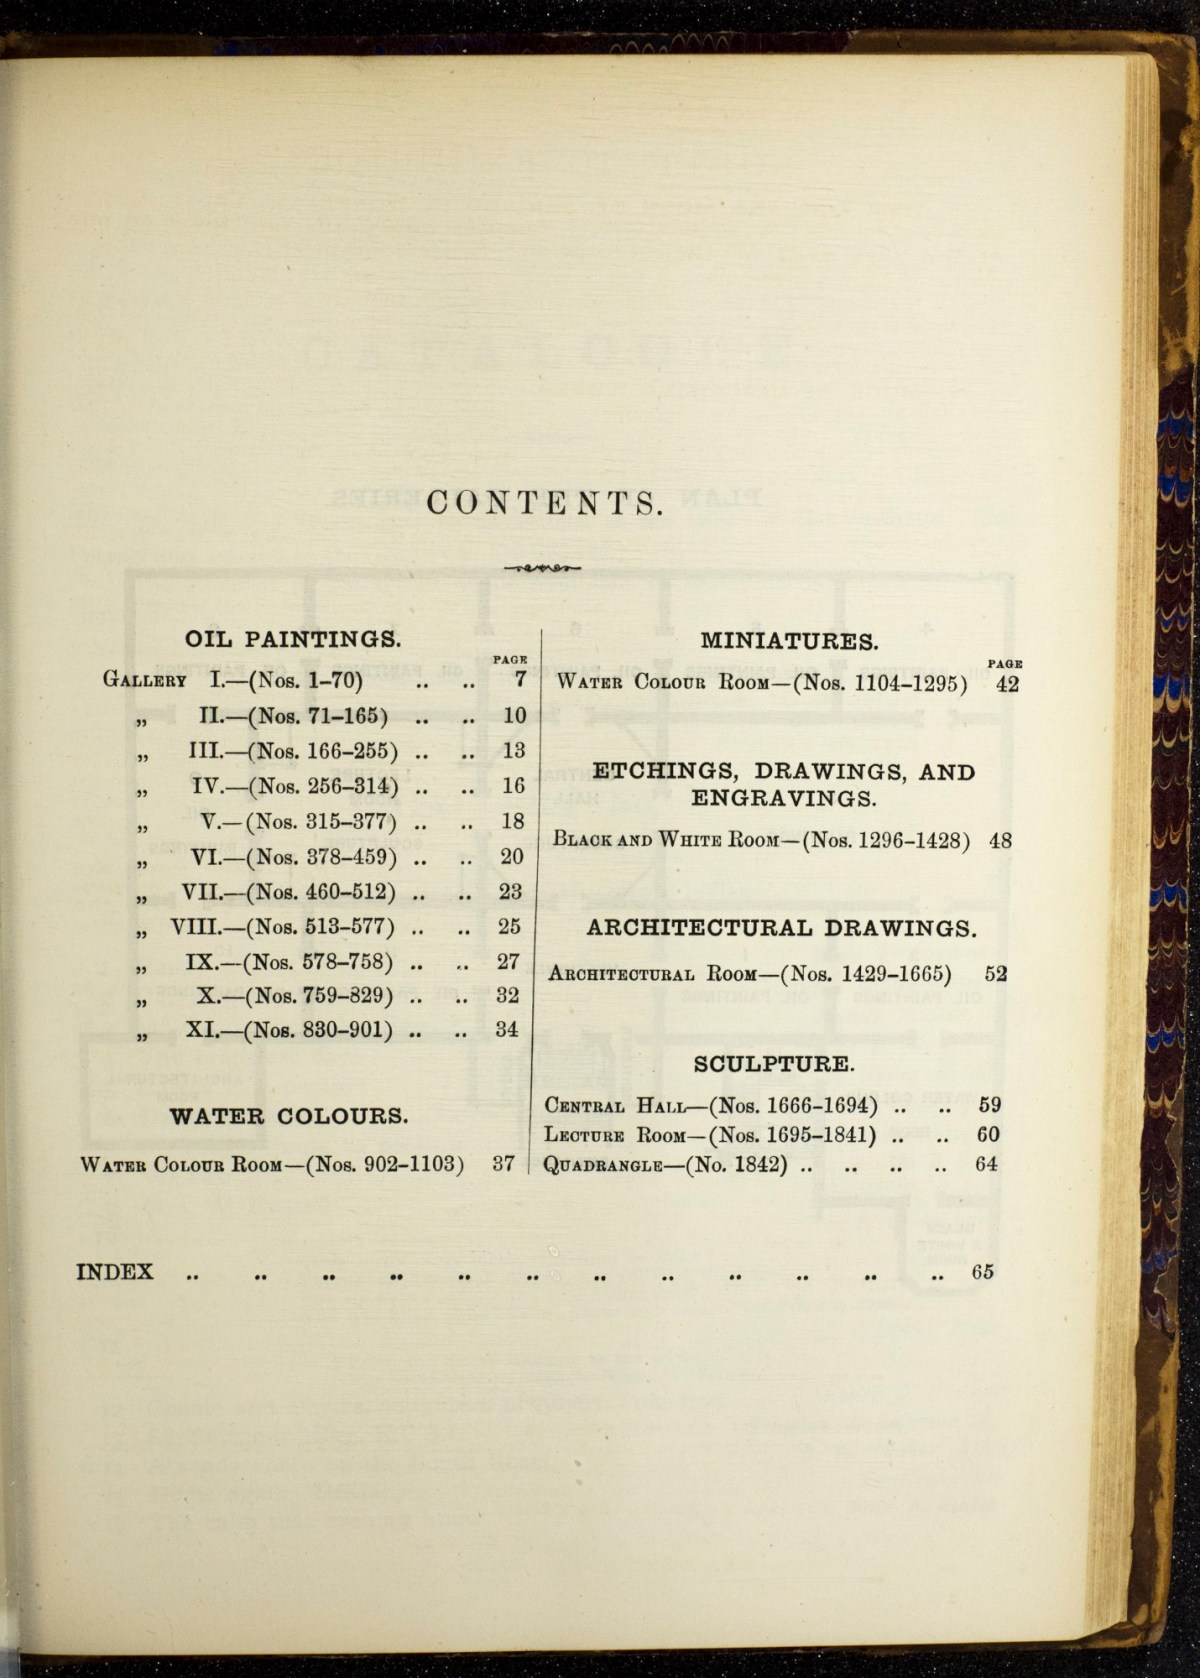 CONTENTS.
OIL PAINTINGS.
PAGE
GALLERY I.—(Nos. 1–70) .. .. 7
„ II.—(Nos. 71–165) .. .. 10
„ III.—(Nos. 166–255) .. .. 13
„ IV.—(Nos. 256–314) .. .. 16
„ V.—(Nos. 315–377) .. .. 18
„ VI.—(Nos. 378–459) .. .. 20
„ VII.—(Nos. 460–512) .. .. 23
„ VIII.—(Nos. 513–577) .. .. 25
„ IX.—(Nos. 578–758) .. .. 27
„ X.—(Nos. 759–829) .. .. 32
„ XI.—(Nos. 830–901) .. .. 34
WATER COLOURS.
WATER COLOUR ROOM—(Nos. 902–1103) 37
MINIATURES.
PAGE
WATER COLOUR ROOM—(Nos. 1104–1295) 42
ETCHINGS, DRAWINGS, AND
ENGRAVINGS.
BLACK AND WHITE ROOM—(Nos. 1296–1428) 48
ARCHITECTURAL DRAWINGS.
ARCHITECTURAL ROOM—(Nos. 1429–1665) 52
SCULPTURE.
CENTRAL HALL—(Nos. 1666–1694) .. .. 59
LECTURE ROOM—(Nos. 1695–1841) .. .. 60
QUADRANGLE—(No. 1842) .. .. .. .. 64
INDEX .. .. .. .. .. .. .. .. .. .. .. .. 65